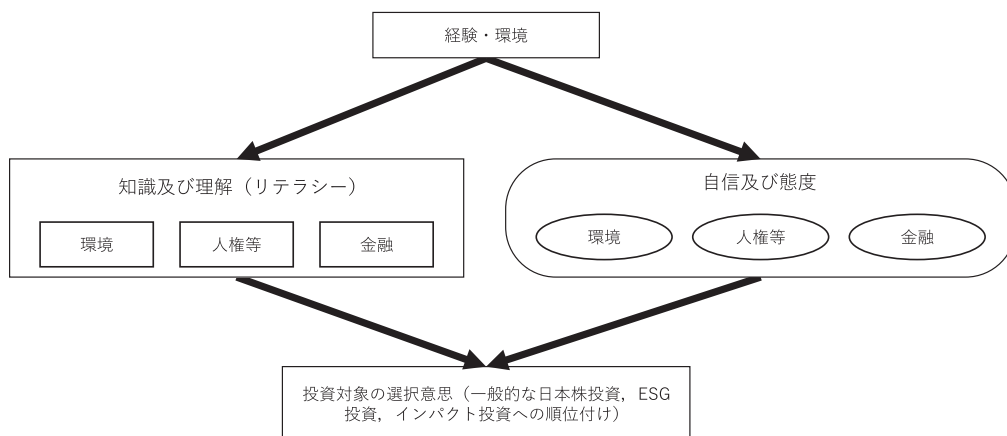 経験・環境
知識及び理解（リテラシー）
環境
人権等
金融
自信及び態度
環境
人権等
金融
投資対象の選択意思（一般的な日本株投資，ESG
投資，インパクト投資への順位付け）